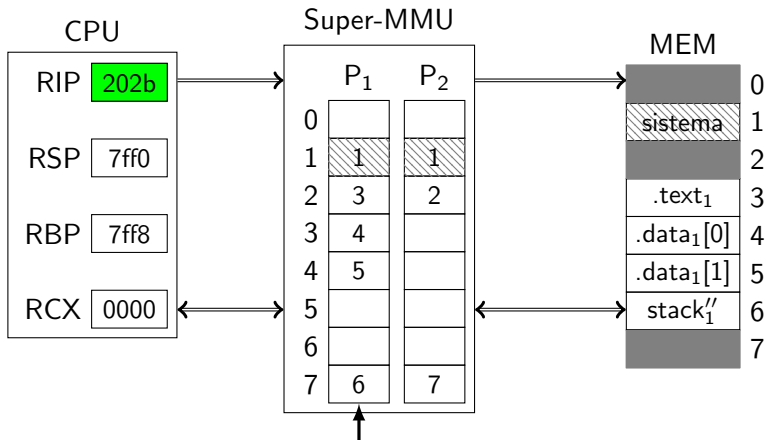 CPU
RIP 202b
RSP 7ff0
RBP 7ff8
RCX 0000
Super-MMU
P₁ P₂
0
1 1 1
2 3 2
3 4
4 5
5
6
7 6 7
MEM
0
sistema 1
2
.text₁ 3
.data₁[0] 4
.data₁[1] 5
stack″₁ 6
7